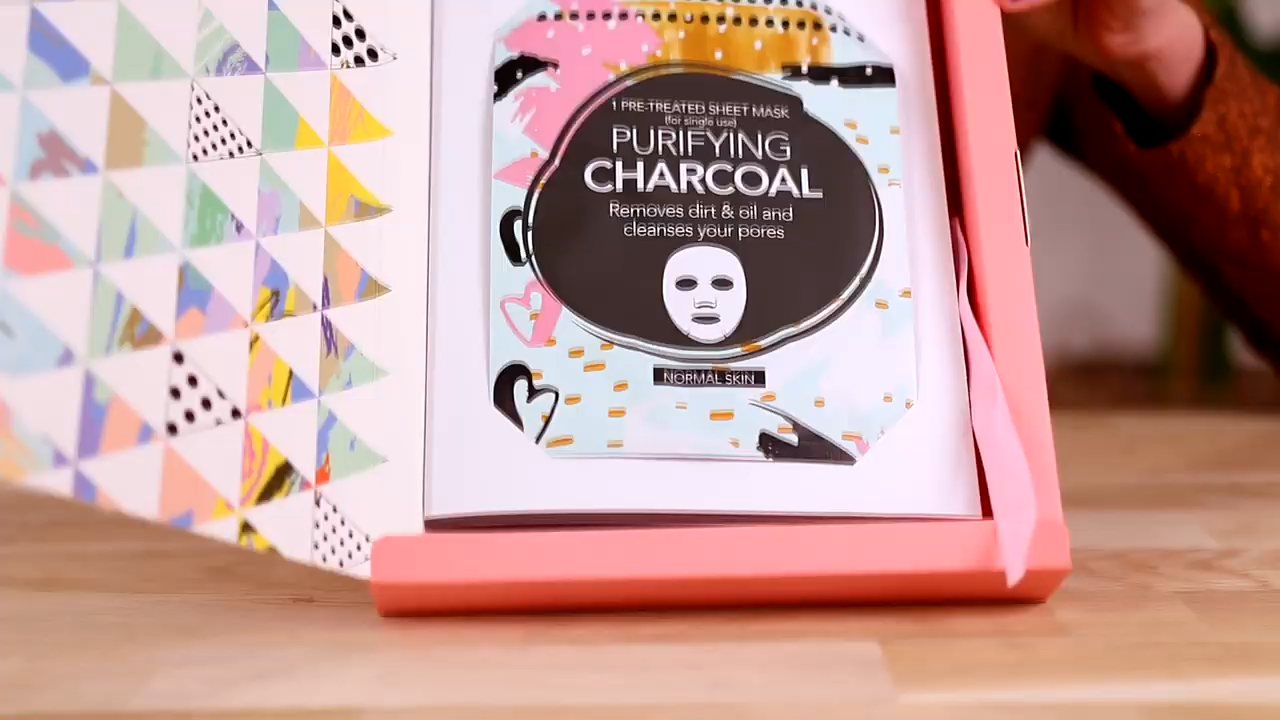 1 PRE-TREATED SHEET MASK
(for single use)
PURIFYING
CHARCOAL
Removes dirt & oil and
cleanses your pores
NORMAL SKIN